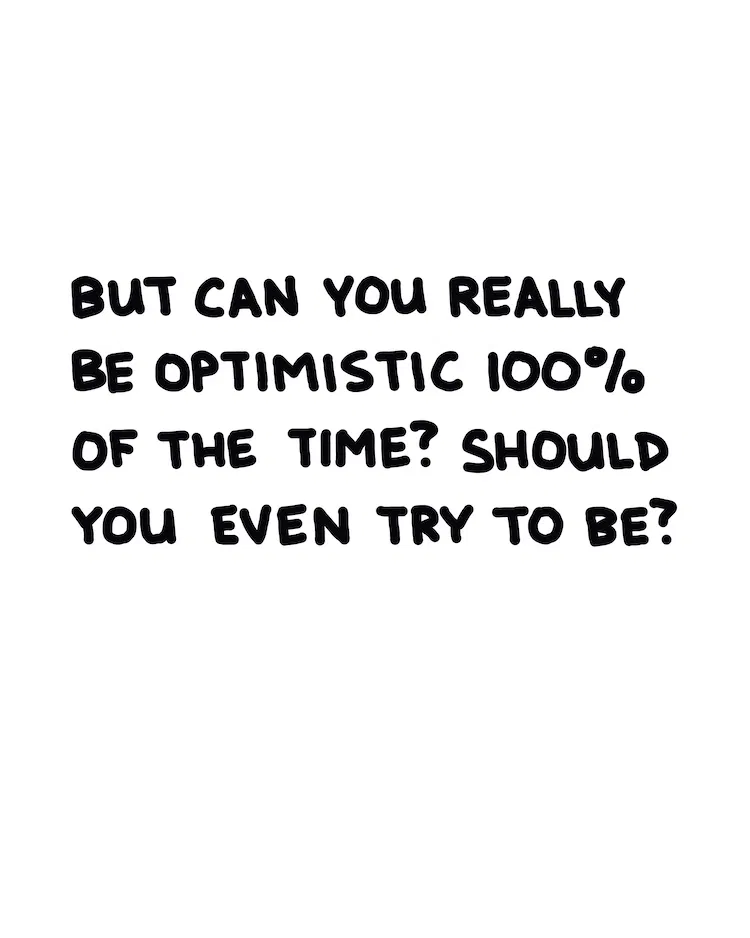 BUT CAN YOU REALLY
BE OPTIMISTIC 100%
OF THE TIME? SHOULD
YOU EVEN TRY TO BE?